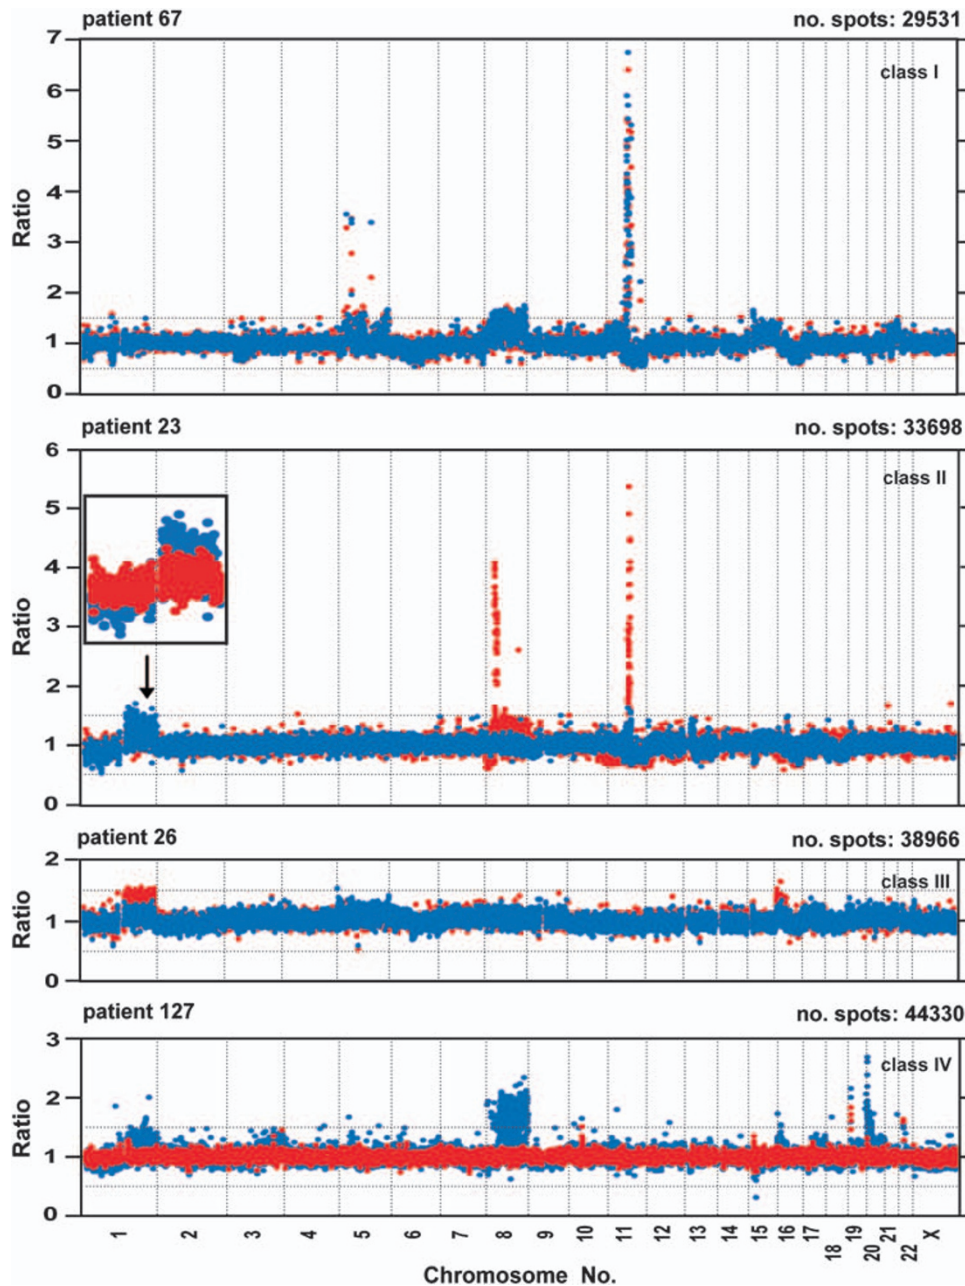 patient 67 no. spots: 29531
7
class I
6
5
4
Ratio
3
2
1
0
patient 23 no. spots: 33698
6
class II
5
4
Ratio
3
2
1
0
patient 26 no. spots: 38966
2
class III
Ratio
1
0
patient 127 no. spots: 44330
3
class IV
2
Ratio
1
0
1 2 3 4 5 6 7 8 9 10 11 12 13 14 15 16 17 18 19 20 21 22 X
Chromosome No.